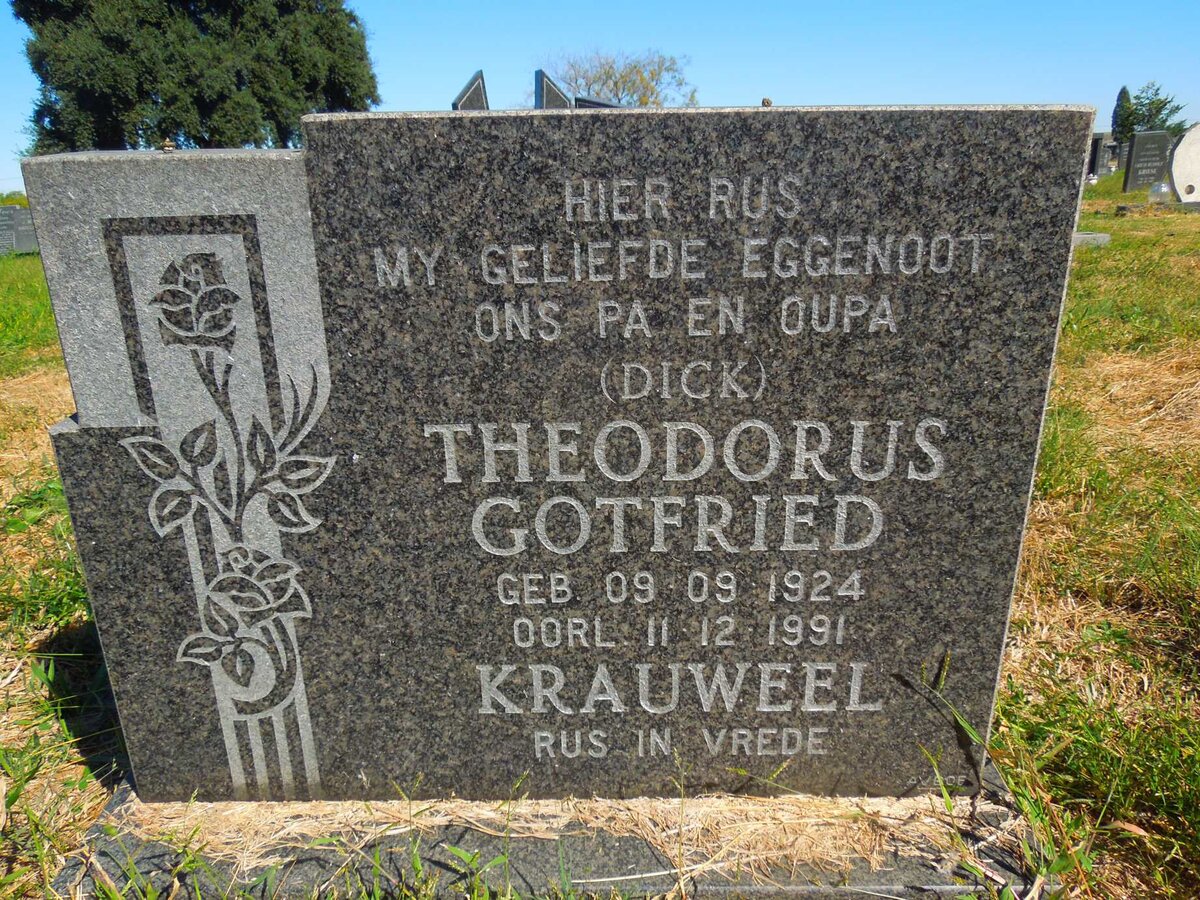 HIER RUS
MY GELIEFDE EGGENOOT
ONS PA EN OUPA
(DICK)
THEODORUS
GOTFRIED
GEB 09 09 1924
OORL 11 12 1991
KRAUWEEL
RUS IN VREDE